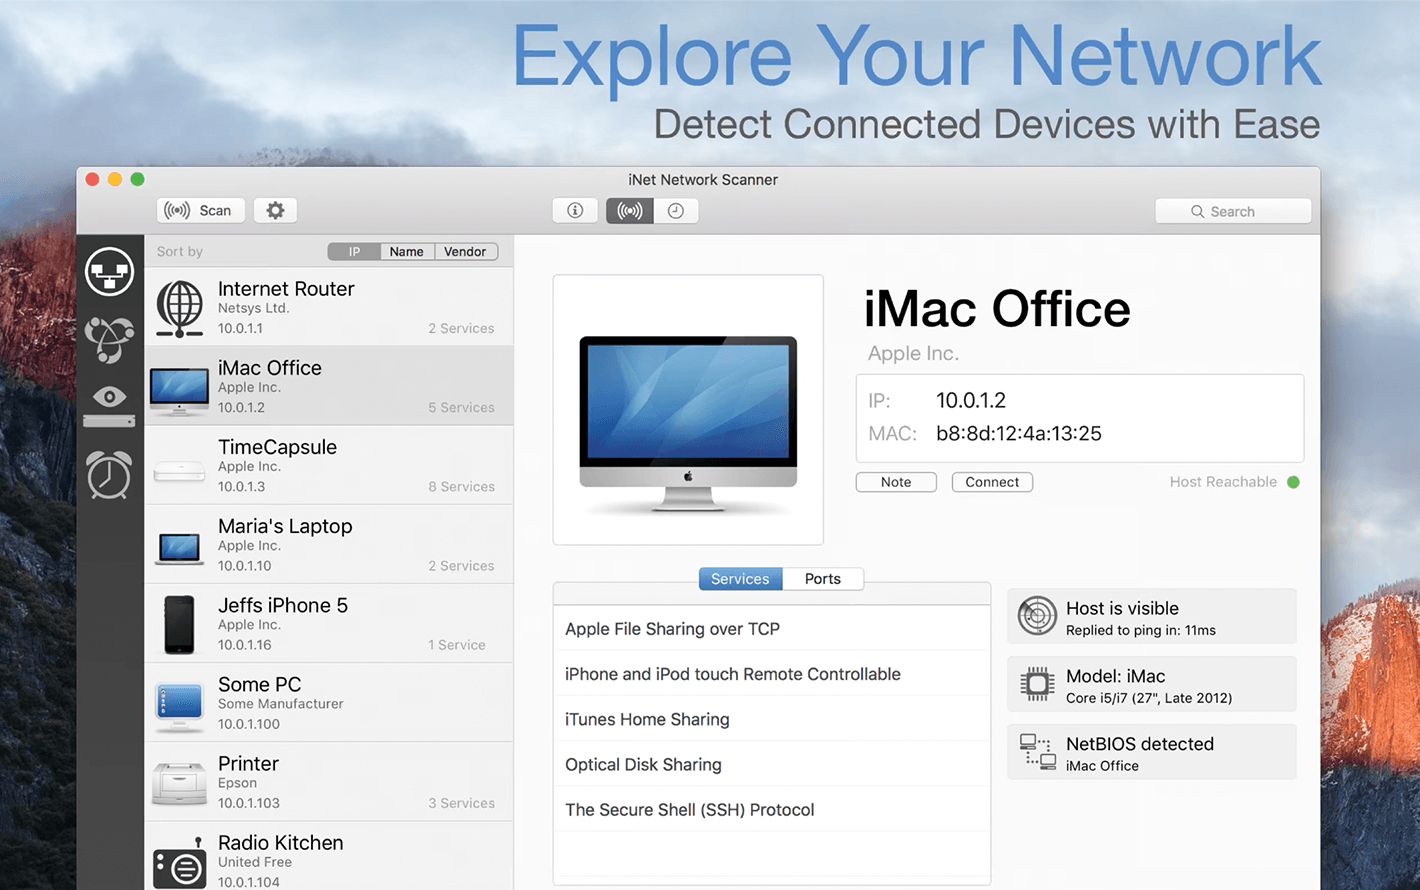 Explore Your Network
Detect Connected Devices with Ease
iNet Network Scanner
Scan
Search
Sort by
IP
Name
Vendor
Internet Router
Netsys Ltd.
10.0.1.1
2 Services
iMac Office
Apple Inc.
10.0.1.2
5 Services
TimeCapsule
Apple Inc.
10.0.1.3
8 Services
Maria's Laptop
Apple Inc.
10.0.1.10
2 Services
Jeffs iPhone 5
Apple Inc.
10.0.1.16
1 Service
Some PC
Some Manufacturer
10.0.1.100
Printer
Epson
10.0.1.103
3 Services
Radio Kitchen
United Free
10.0.1.104
iMac Office
Apple Inc.
IP: 10.0.1.2
MAC: b8:8d:12:4a:13:25
Note
Connect
Host Reachable
Services
Ports
Apple File Sharing over TCP
iPhone and iPod touch Remote Controllable
iTunes Home Sharing
Optical Disk Sharing
The Secure Shell (SSH) Protocol
Host is visible
Replied to ping in: 11ms
Model: iMac
Core i5/i7 (27", Late 2012)
NetBIOS detected
iMac Office